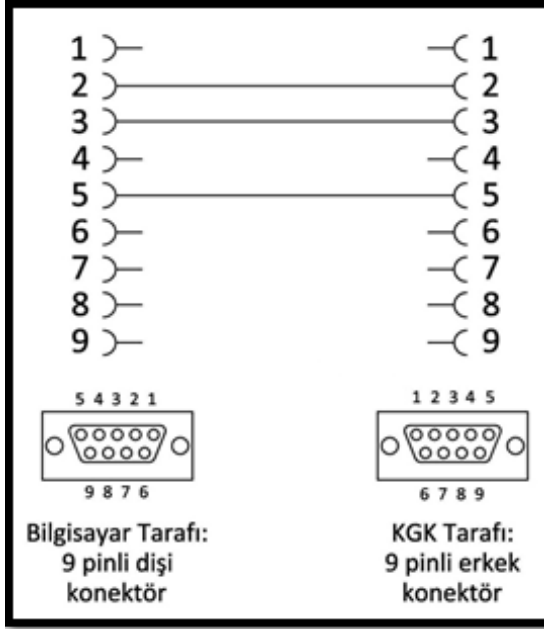 1 1
2 2
3 3
4 4
5 5
6 6
7 7
8 8
9 9
5 4 3 2 1
9 8 7 6
1 2 3 4 5
6 7 8 9
Bilgisayar Tarafı:
9 pinli dişi
konektör
KGK Tarafı:
9 pinli erkek
konektör